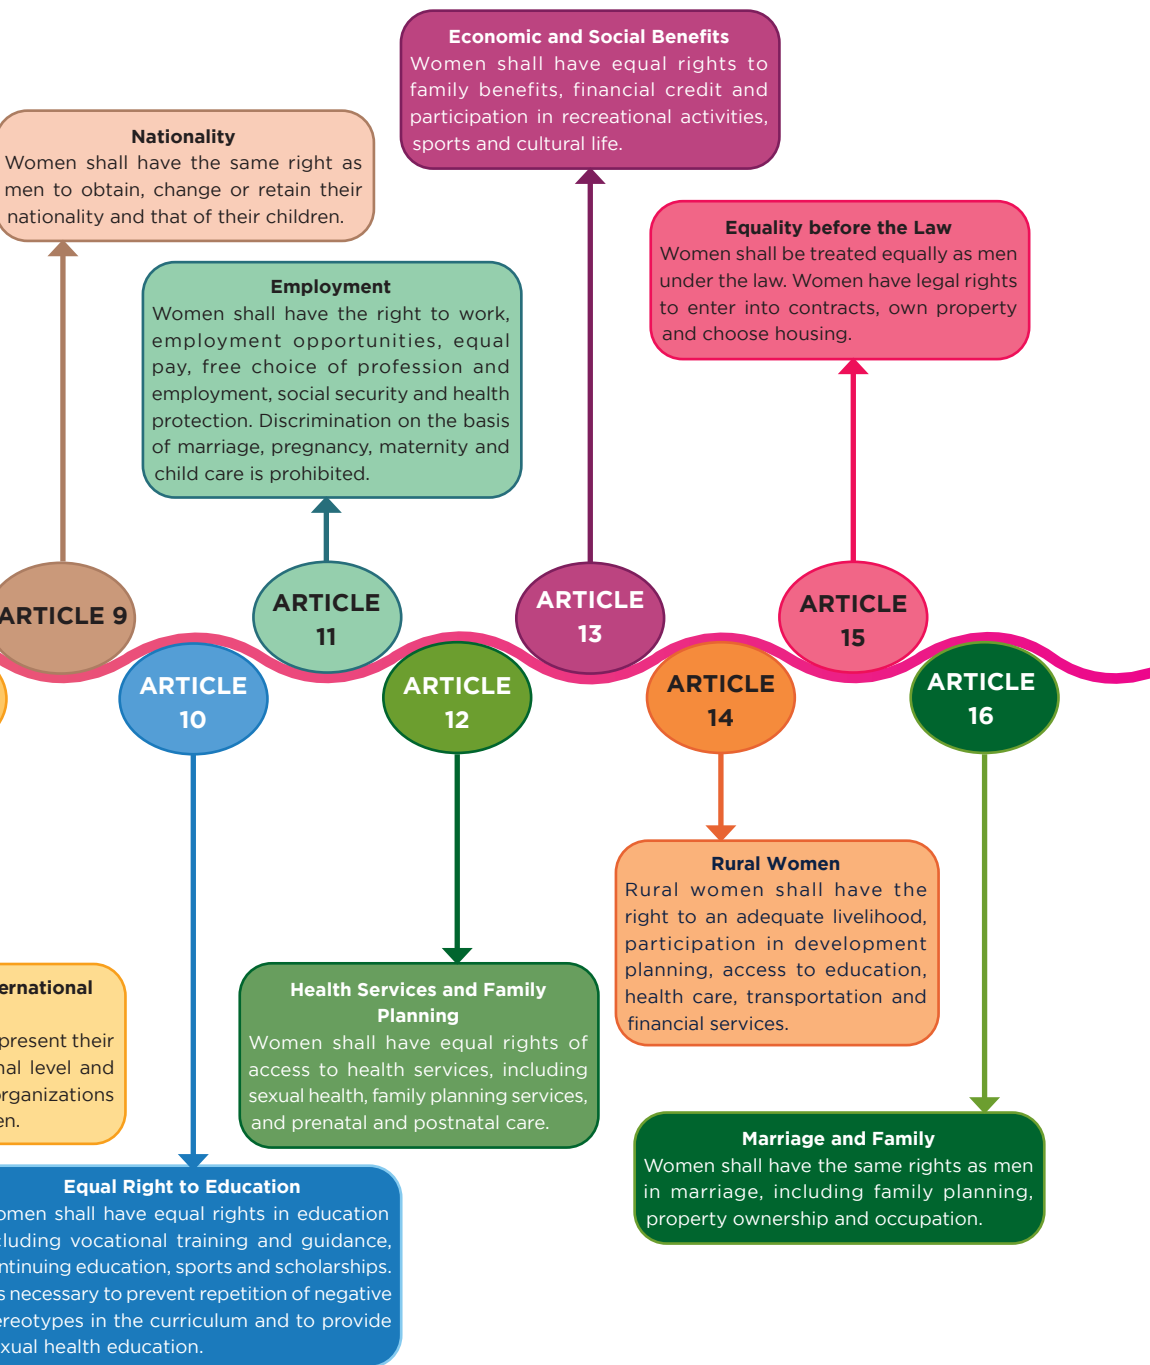 Economic and Social Benefits
Women shall have equal rights to
family benefits, financial credit and
participation in recreational activities,
sports and cultural life.
Nationality
Women shall have the same right as
men to obtain, change or retain their
nationality and that of their children.
Equality before the Law
Women shall be treated equally as men
under the law. Women have legal rights
to enter into contracts, own property
and choose housing.
Employment
Women shall have the right to work,
employment opportunities, equal
pay, free choice of profession and
employment, social security and health
protection. Discrimination on the basis
of marriage, pregnancy, maternity and
child care is prohibited.
ARTICLE 9
ARTICLE
11
ARTICLE
13
ARTICLE
15
ARTICLE
10
ARTICLE
12
ARTICLE
14
ARTICLE
16
Rural Women
Rural women shall have the
right to an adequate livelihood,
participation in development
planning, access to education,
health care, transportation and
financial services.
their
level and
Health Services and Family
Planning
Women shall have equal rights of
access to health services, including
sexual health, family planning services,
and prenatal and postnatal care.
Marriage and Family
Women shall have the same rights as men
in marriage, including family planning,
property ownership and occupation.
Equal Right to Education
shall have equal rights in education
vocational training and guidance,
education, sports and scholarships.
necessary to prevent repetition of negative
in the curriculum and to provide
health education.